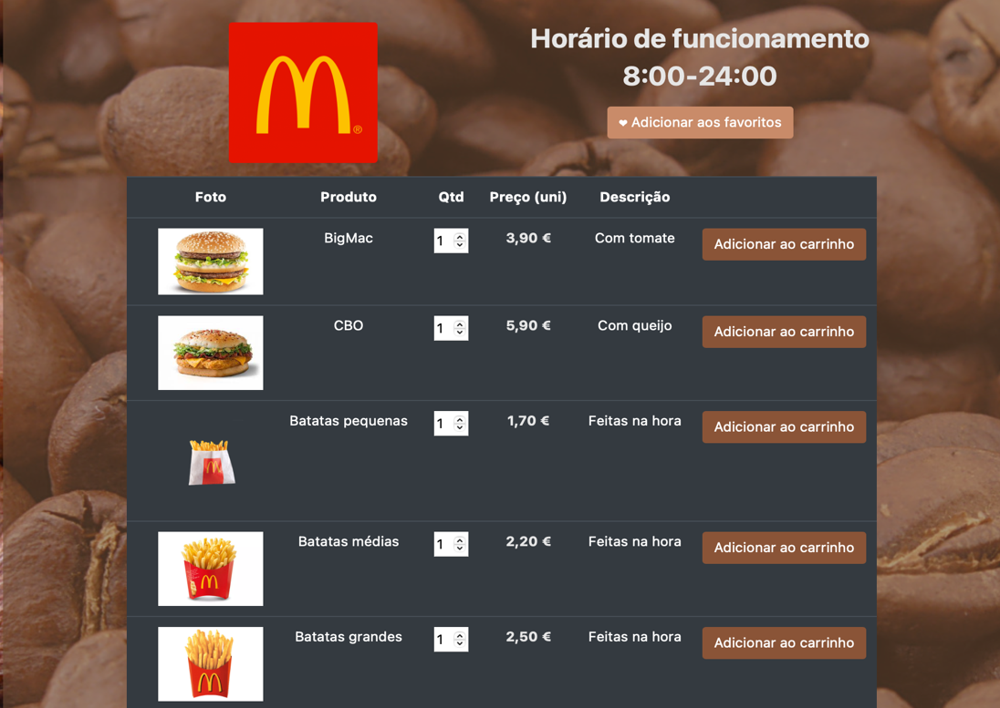 Horário de funcionamento
8:00-24:00
❤ Adicionar aos favoritos
®
Foto Produto Qtd Preço (uni) Descrição
BigMac 1 3,90 € Com tomate Adicionar ao carrinho
CBO 1 5,90 € Com queijo Adicionar ao carrinho
Batatas pequenas 1 1,70 € Feitas na hora Adicionar ao carrinho
Batatas médias 1 2,20 € Feitas na hora Adicionar ao carrinho
Batatas grandes 1 2,50 € Feitas na hora Adicionar ao carrinho